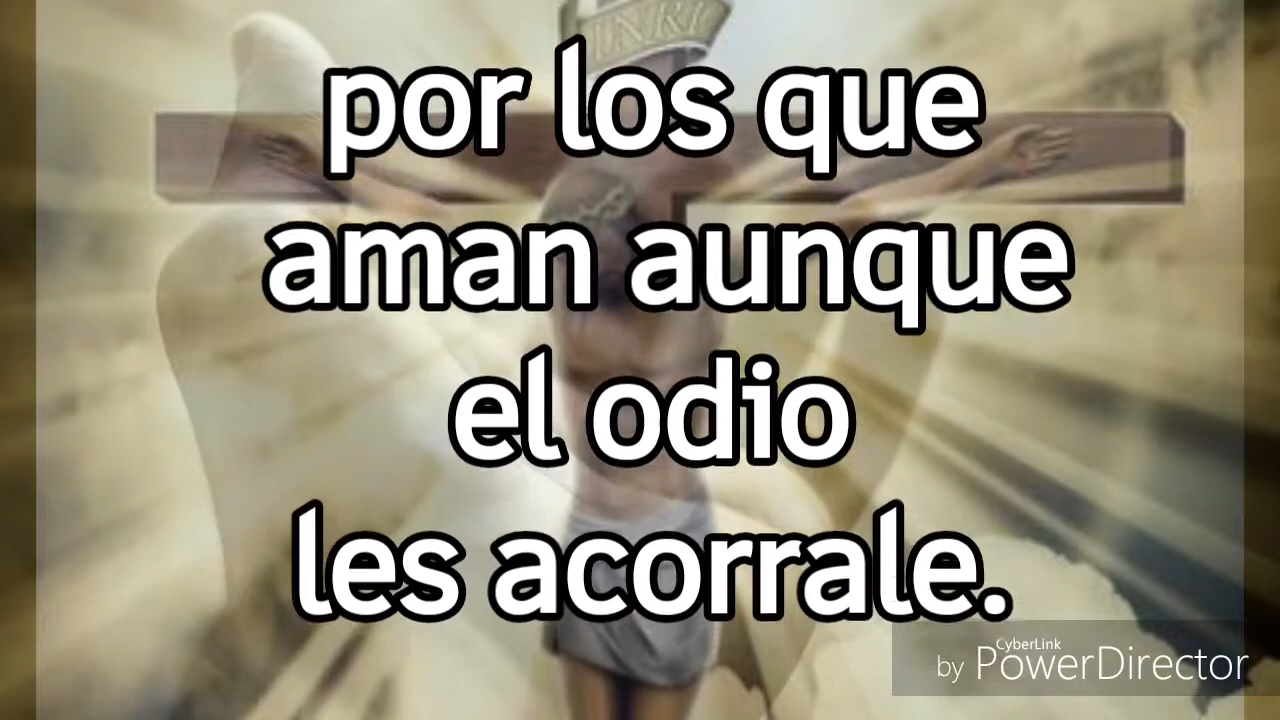 INRI
por los que
aman aunque
el odio
les acorrale.
CyberLink
by PowerDirector